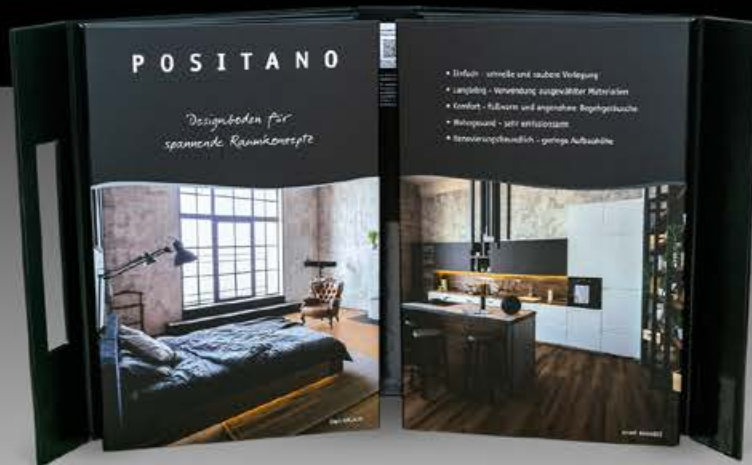 POSITANO
Designboden für
spannende Raumkonzepte
• Einfach - schnelle und saubere Verlegung
• Langlebig - Verwendung ausgewählter Materialien
• Komfort - fußwarm und angenehme Begehgeräusche
• Wohngesund - sehr emissionsarm
• Renovierungsfreundlich - geringe Aufbauhöhe